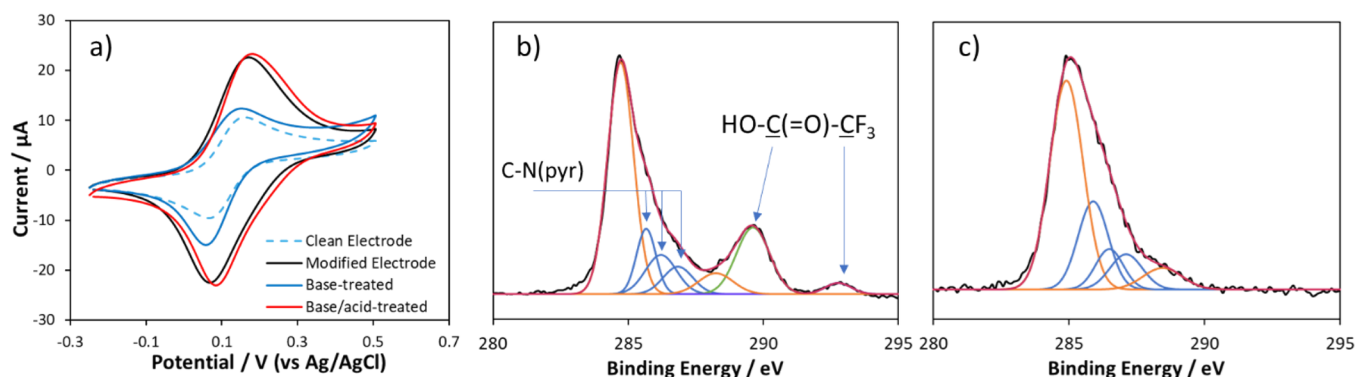 a)
30
20
10
0
-10
-20
-30
Current / µA
Clean Electrode
Modified Electrode
Base-treated
Base/acid-treated
-0.3 -0.1 0.1 0.3 0.5 0.7
Potential / V (vs Ag/AgCl)
b)
HO-C(=O)-CF3
C-N(pyr)
280 285 290 295
Binding Energy / eV
c)
280 285 290 295
Binding Energy / eV